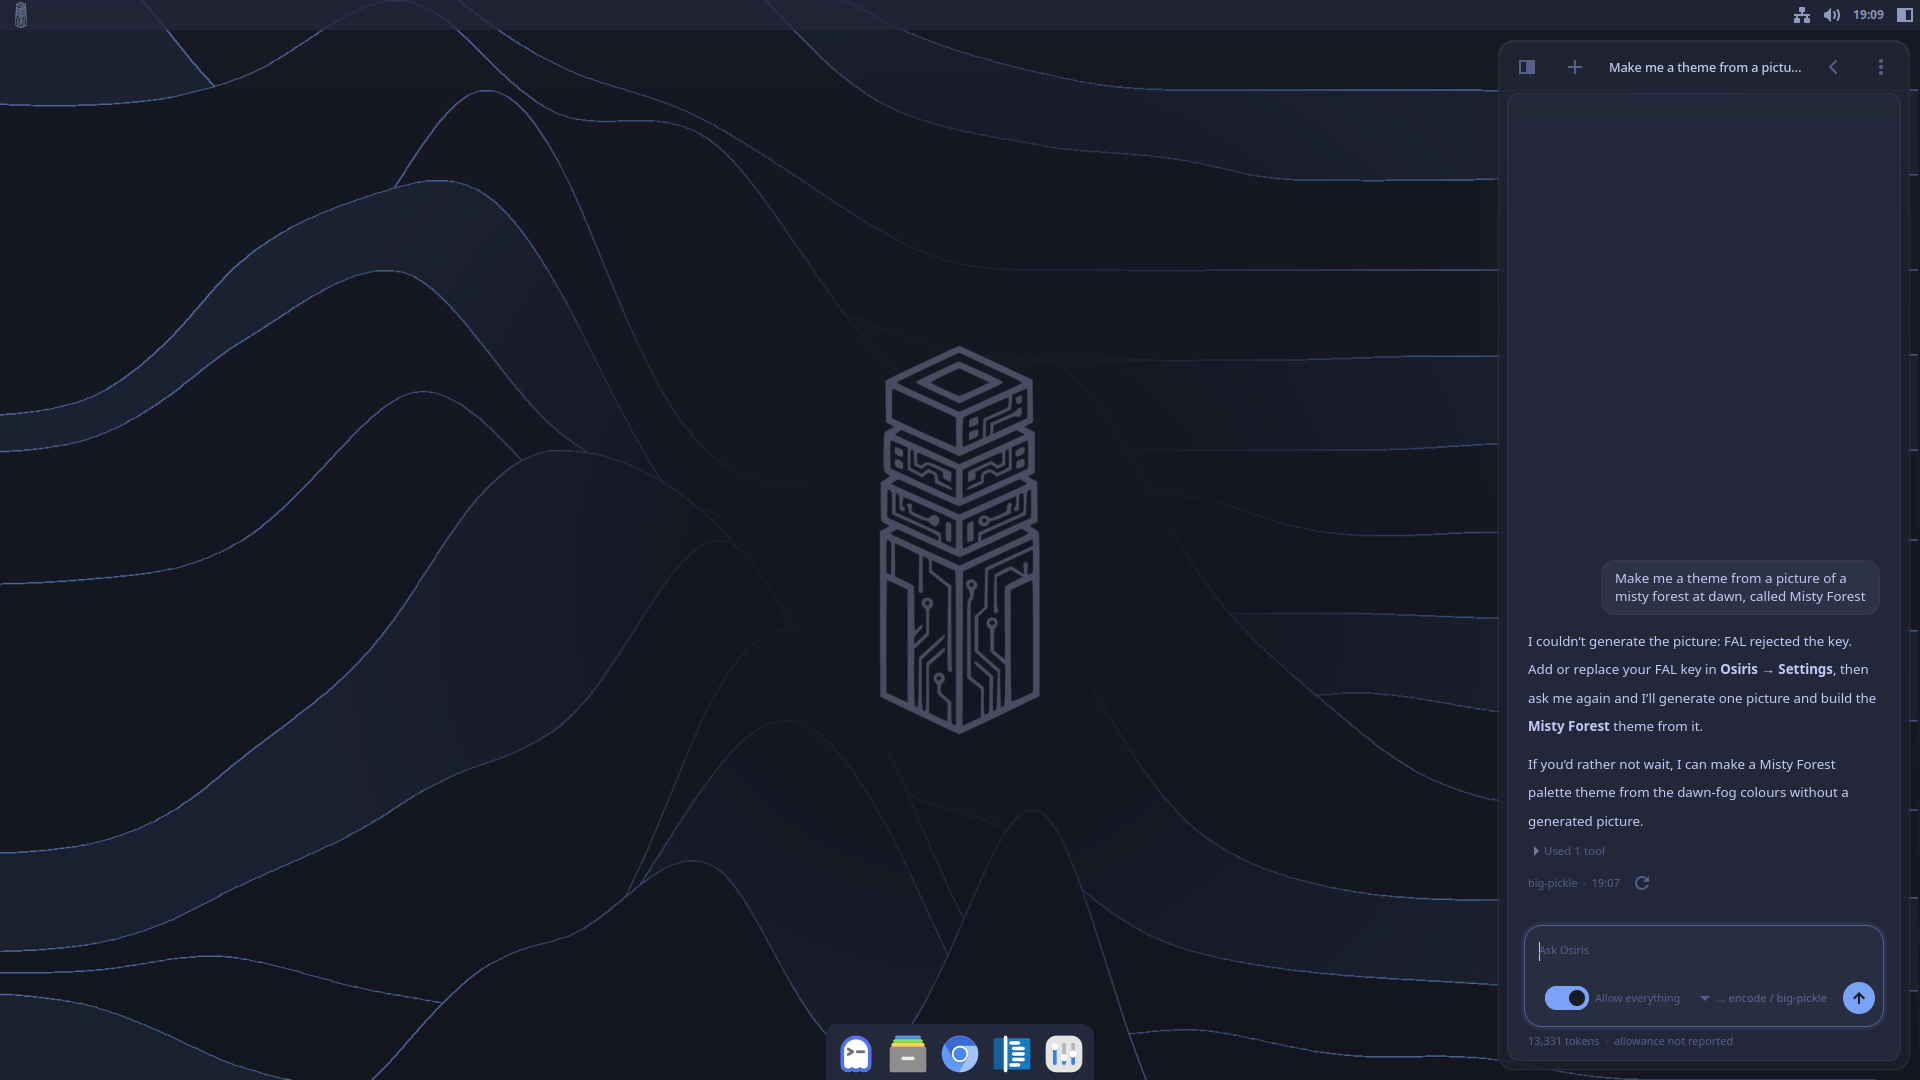 19:09
Make me a theme from a pictu...
Make me a theme from a picture of a
misty forest at dawn, called Misty Forest
I couldn't generate the picture: FAL rejected the key.
Add or replace your FAL key in Osiris → Settings, then
ask me again and I'll generate one picture and build the
Misty Forest theme from it.
If you'd rather not wait, I can make a Misty Forest
palette theme from the dawn-fog colours without a
generated picture.
Used 1 tool
big-pickle · 19:07
Ask Osiris
Allow everything
... encode / big-pickle
13,331 tokens · allowance not reported